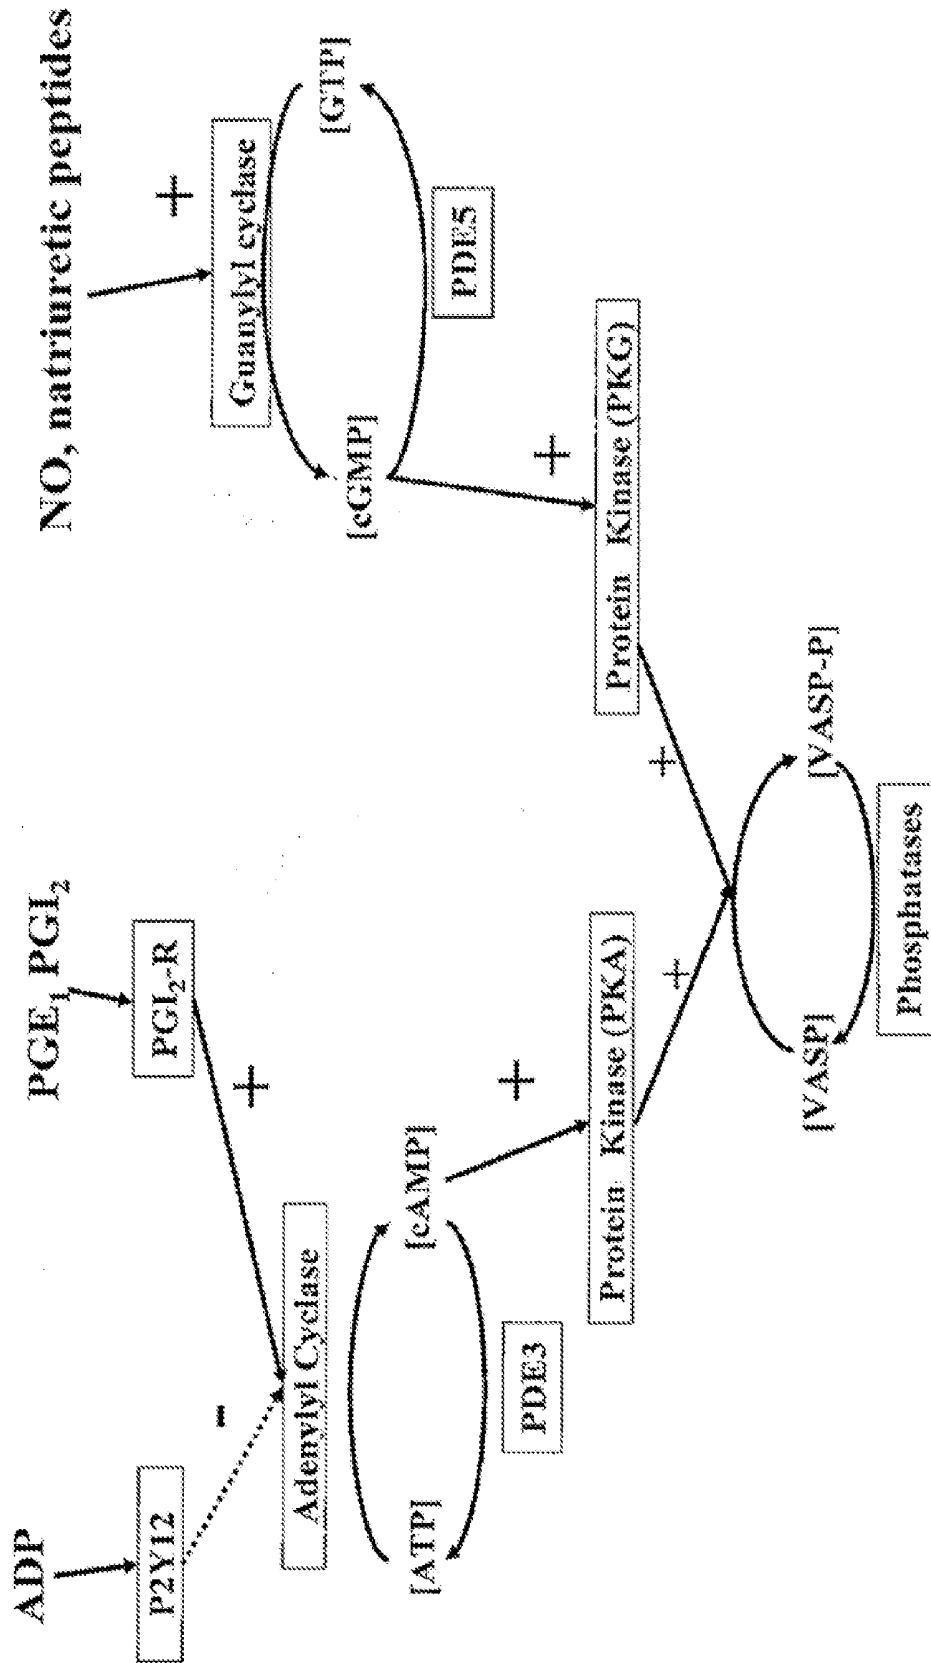 ADP
PGE1 PGI2
NO, natriuretic peptides
P2Y12
PGI2-R
-
+
+
Adenylyl Cyclase
Guanylyl cyclase
[ATP]
[cAMP]
[cGMP]
[GTP]
PDE3
PDE5
+
+
Protein Kinase (PKA)
Protein Kinase (PKG)
+
+
[VASP]
[VASP-P]
Phosphatases